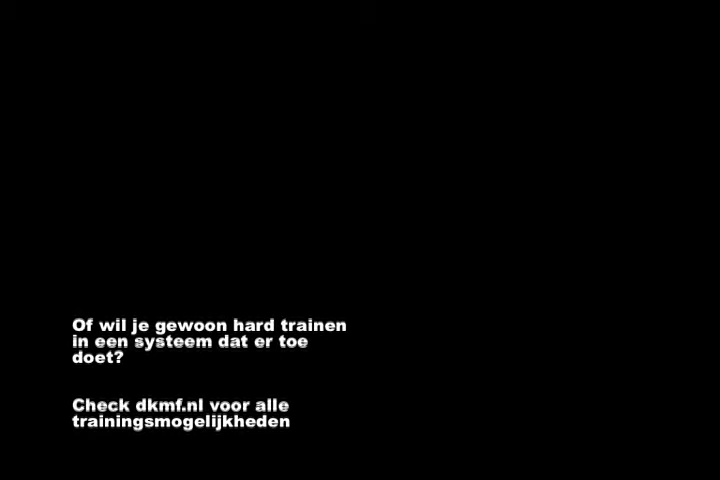 Of wil je gewoon hard trainen
in een systeem dat er toe
doet?
Check dkmf.nl voor alle
trainingsmogelijkheden